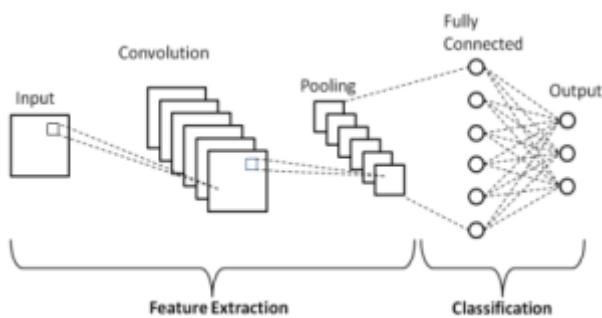 Fully
Connected
Convolution
Pooling
Output
Input
Feature Extraction
Classification